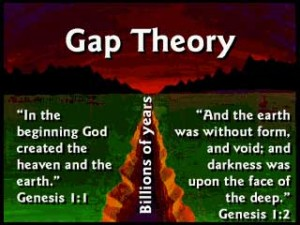 Gap Theory
“In the
beginning God
created the
heaven and the
earth.”
Genesis 1:1
Billions of years
“And the earth
was without form,
and void; and
darkness was
upon the face of
the deep.”
Genesis 1:2